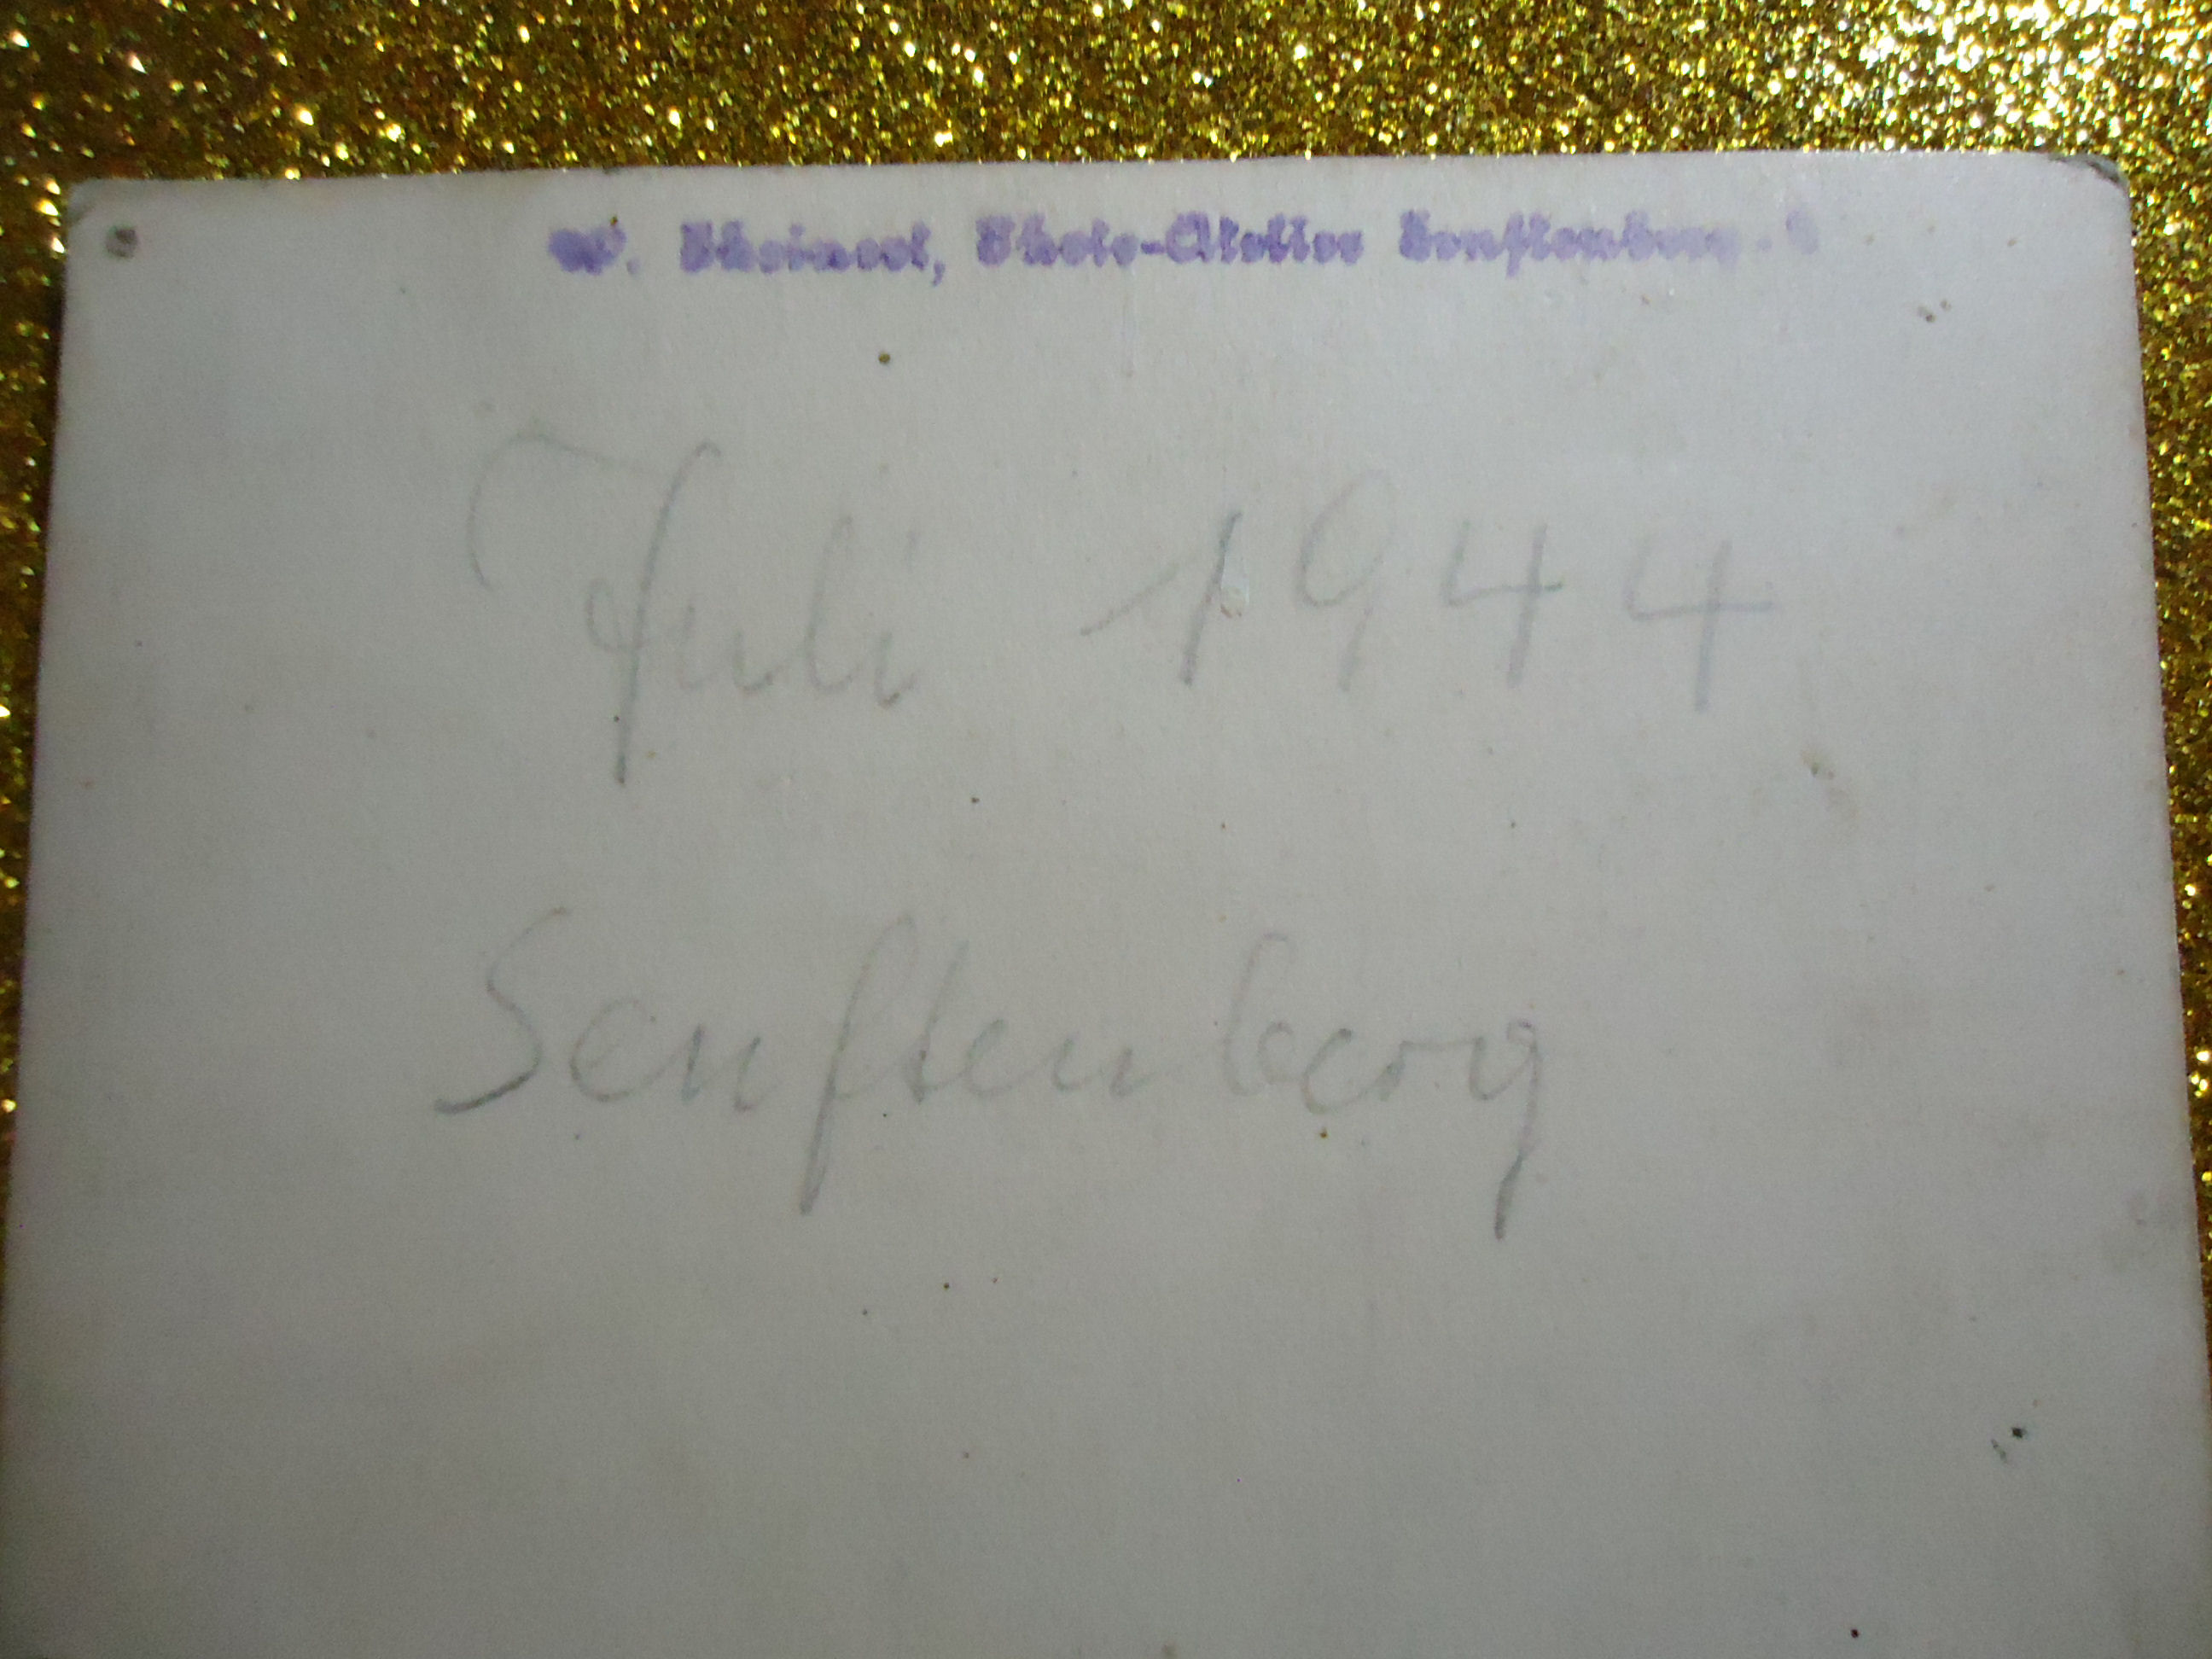 Photo-Atelier Senftenberg
Juli 1944
Senftenberg